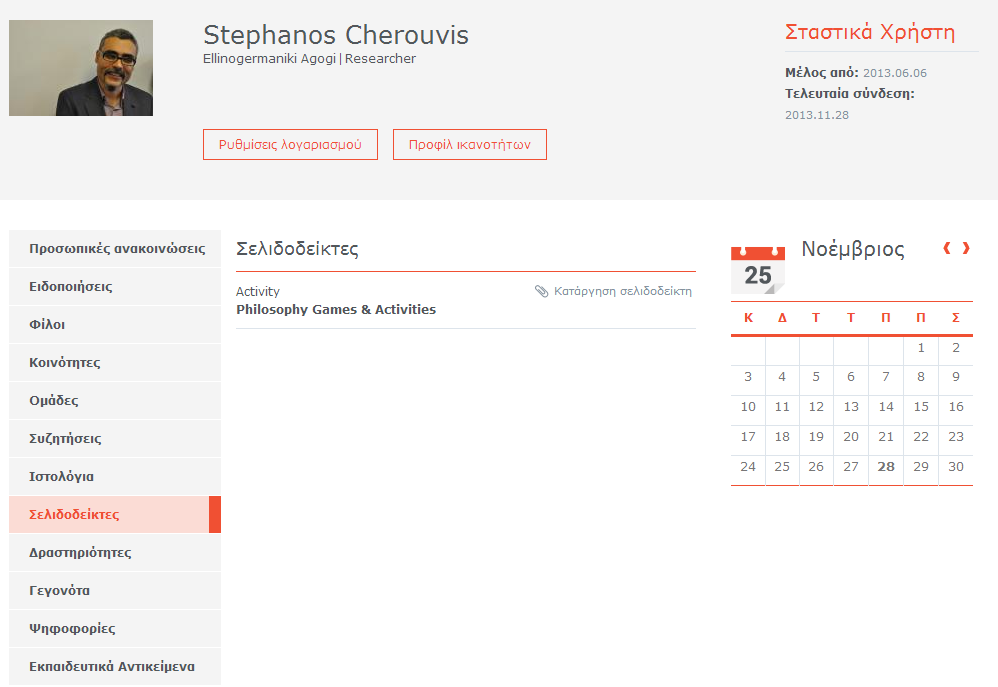 Stephanos Cherouvis
Ellinogermaniki Agogi | Researcher
Ρυθμίσεις λογαριασμού
Προφίλ ικανοτήτων
Σταστικά Χρήστη
Μέλος από: 2013.06.06
Τελευταία σύνδεση:
2013.11.28
Προσωπικές ανακοινώσεις
Ειδοποιήσεις
Φίλοι
Κοινότητες
Ομάδες
Συζητήσεις
Ιστολόγια
Σελιδοδείκτες
Δραστηριότητες
Γεγονότα
Ψηφοφορίες
Εκπαιδευτικά Αντικείμενα
Σελιδοδείκτες
Activity
Κατάργηση σελιδοδείκτη
Philosophy Games & Activities
25
Νοέμβριος
Κ Δ Τ Τ Π Π Σ
1 2
3 4 5 6 7 8 9
10 11 12 13 14 15 16
17 18 19 20 21 22 23
24 25 26 27 28 29 30